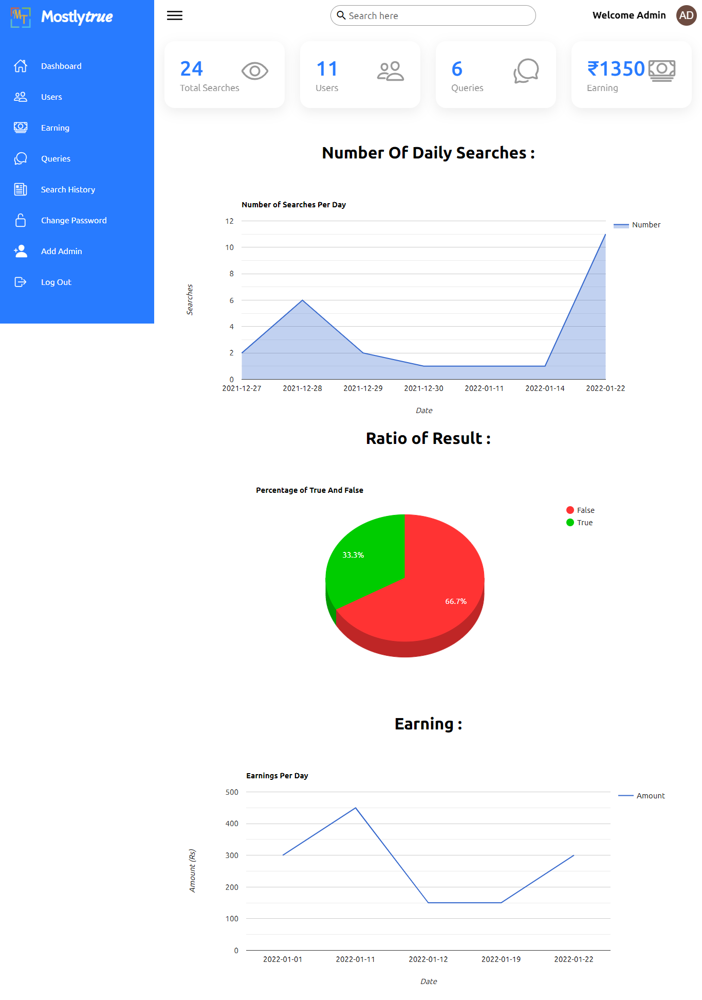 MT Mostlytrue
Search here
Welcome Admin
AD
Dashboard
Users
Earning
Queries
Search History
Change Password
Add Admin
Log Out
24
Total Searches
11
Users
6
Queries
₹1350
Earning
Number Of Daily Searches :
Number of Searches Per Day
Number
12
10
8
6
4
2
0
Searches
2021-12-27 2021-12-28 2021-12-29 2021-12-30 2022-01-11 2022-01-14 2022-01-22
Date
Ratio of Result :
Percentage of True And False
False
True
33.3%
66.7%
Earning :
Earnings Per Day
Amount
500
400
300
200
100
0
Amount (Rs)
2022-01-01 2022-01-11 2022-01-12 2022-01-19 2022-01-22
Date